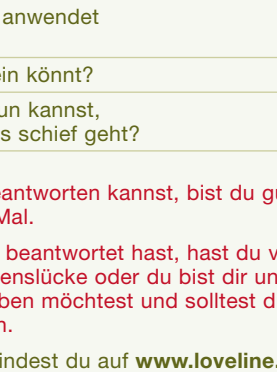 anwendet
ein könnt?
un kannst,
s schief geht?
eantworten kannst, bist du gu
Mal.
beantwortet hast, hast du v
enslücke oder du bist dir un
ben möchtest und solltest d
n.
indest du auf www.loveline.